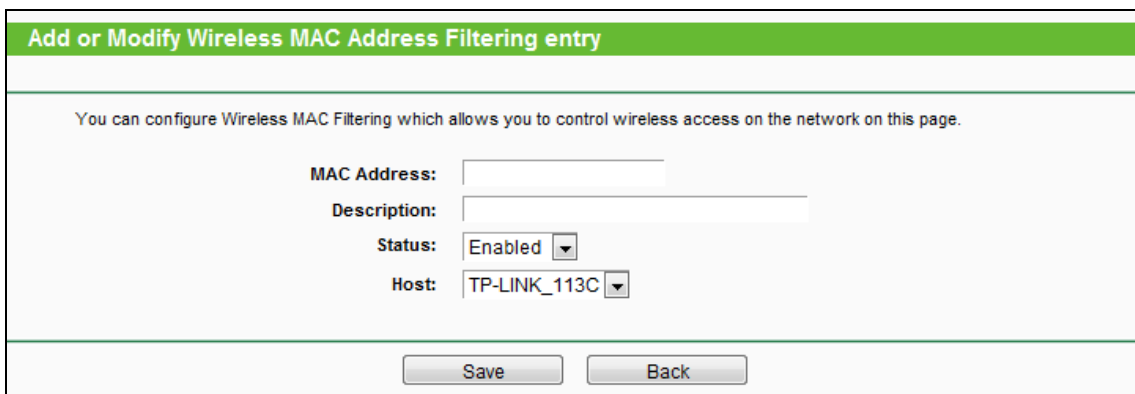 Add or Modify Wireless MAC Address Filtering entry
You can configure Wireless MAC Filtering which allows you to control wireless access on the network on this page.
MAC Address:
Description:
Status: Enabled
Host: TP-LINK_113C
Save Back